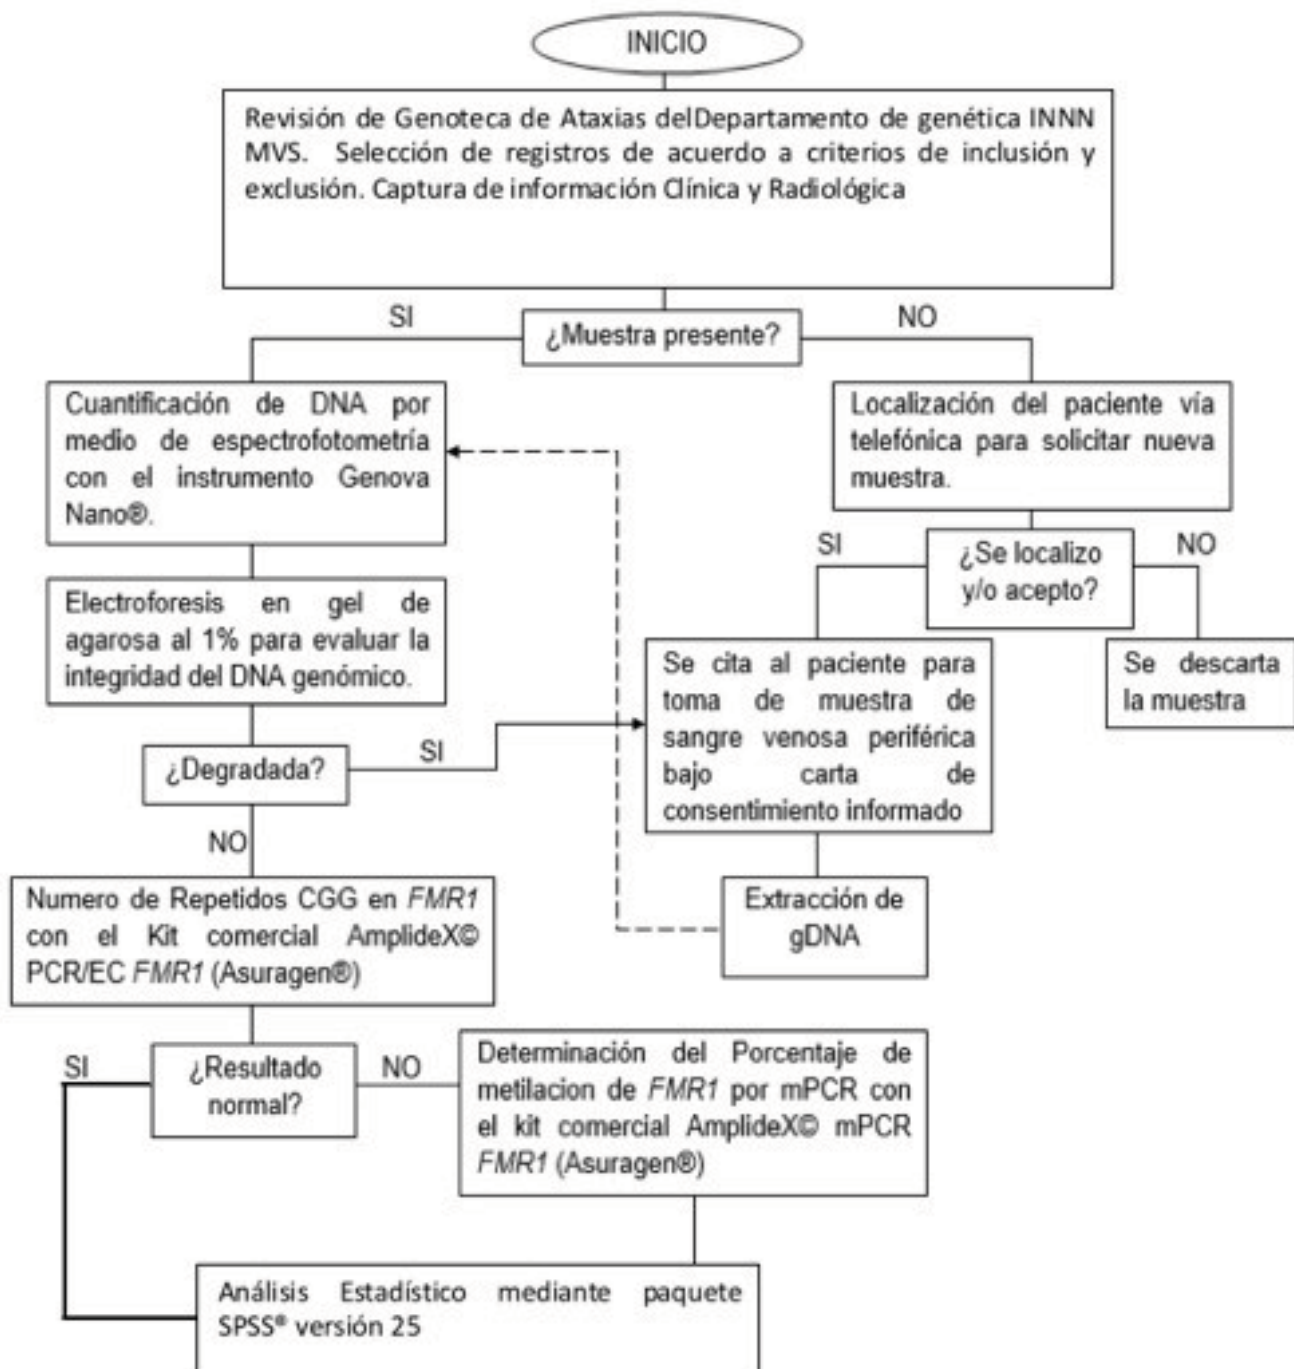 INICIO
Revisión de Genoteca de Ataxias delDepartamento de genética INNN
MVS. Selección de registros de acuerdo a criterios de inclusión y
exclusión. Captura de información Clínica y Radiológica
SI
¿Muestra presente?
NO
Cuantificación de DNA por
medio de espectrofotometría
con el instrumento Genova
Nano®.
Localización del paciente vía
telefónica para solicitar nueva
muestra.
SI
¿Se localizo
y/o acepto?
NO
Electroforesis en gel de
agarosa al 1% para evaluar la
integridad del DNA genómico.
Se cita al paciente para
toma de muestra de
sangre venosa periférica
bajo carta de
consentimiento informado
Se descarta
la muestra
¿Degradada?
SI
NO
Extracción de
gDNA
Numero de Repetidos CGG en FMR1
con el Kit comercial AmplideX©
PCR/EC FMR1 (Asuragen®)
SI
¿Resultado
normal?
NO
Determinación del Porcentaje de
metilacion de FMR1 por mPCR con
el kit comercial AmplideX© mPCR
FMR1 (Asuragen®)
Análisis Estadístico mediante paquete
SPSS® versión 25